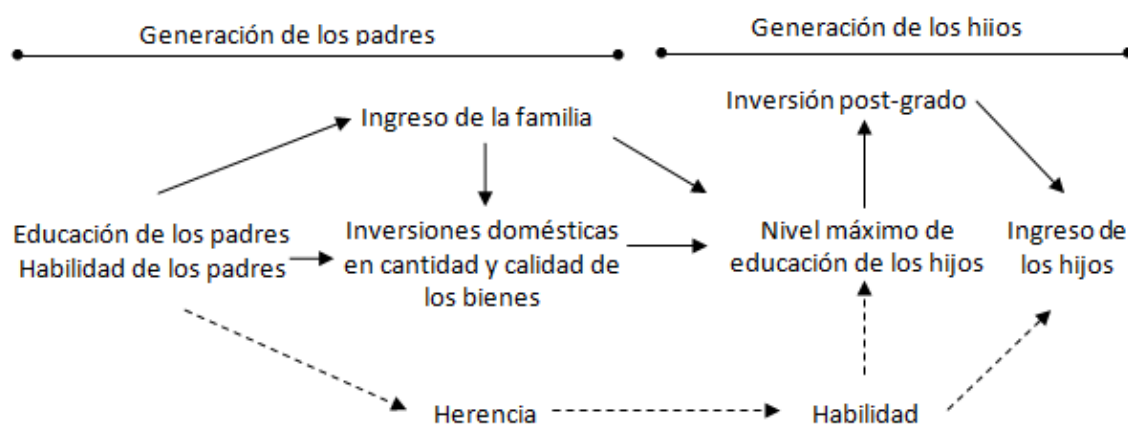 Generación de los padres
Generación de los hijos
Ingreso de la familia
Inversión post-grado
Educación de los padres
Habilidad de los padres
Inversiones domésticas
en cantidad y calidad de
los bienes
Nivel máximo de
educación de los hijos
Ingreso de
los hijos
Herencia
Habilidad